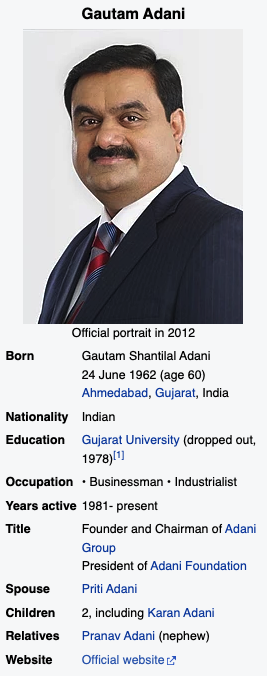 Gautam Adani
Official portrait in 2012
Born Gautam Shantilal Adani
24 June 1962 (age 60)
Ahmedabad, Gujarat, India
Nationality Indian
Education Gujarat University (dropped out,
1978)[1]
Occupation • Businessman • Industrialist
Years active 1981- present
Title Founder and Chairman of Adani
Group
President of Adani Foundation
Spouse Priti Adani
Children 2, including Karan Adani
Relatives Pranav Adani (nephew)
Website Official website